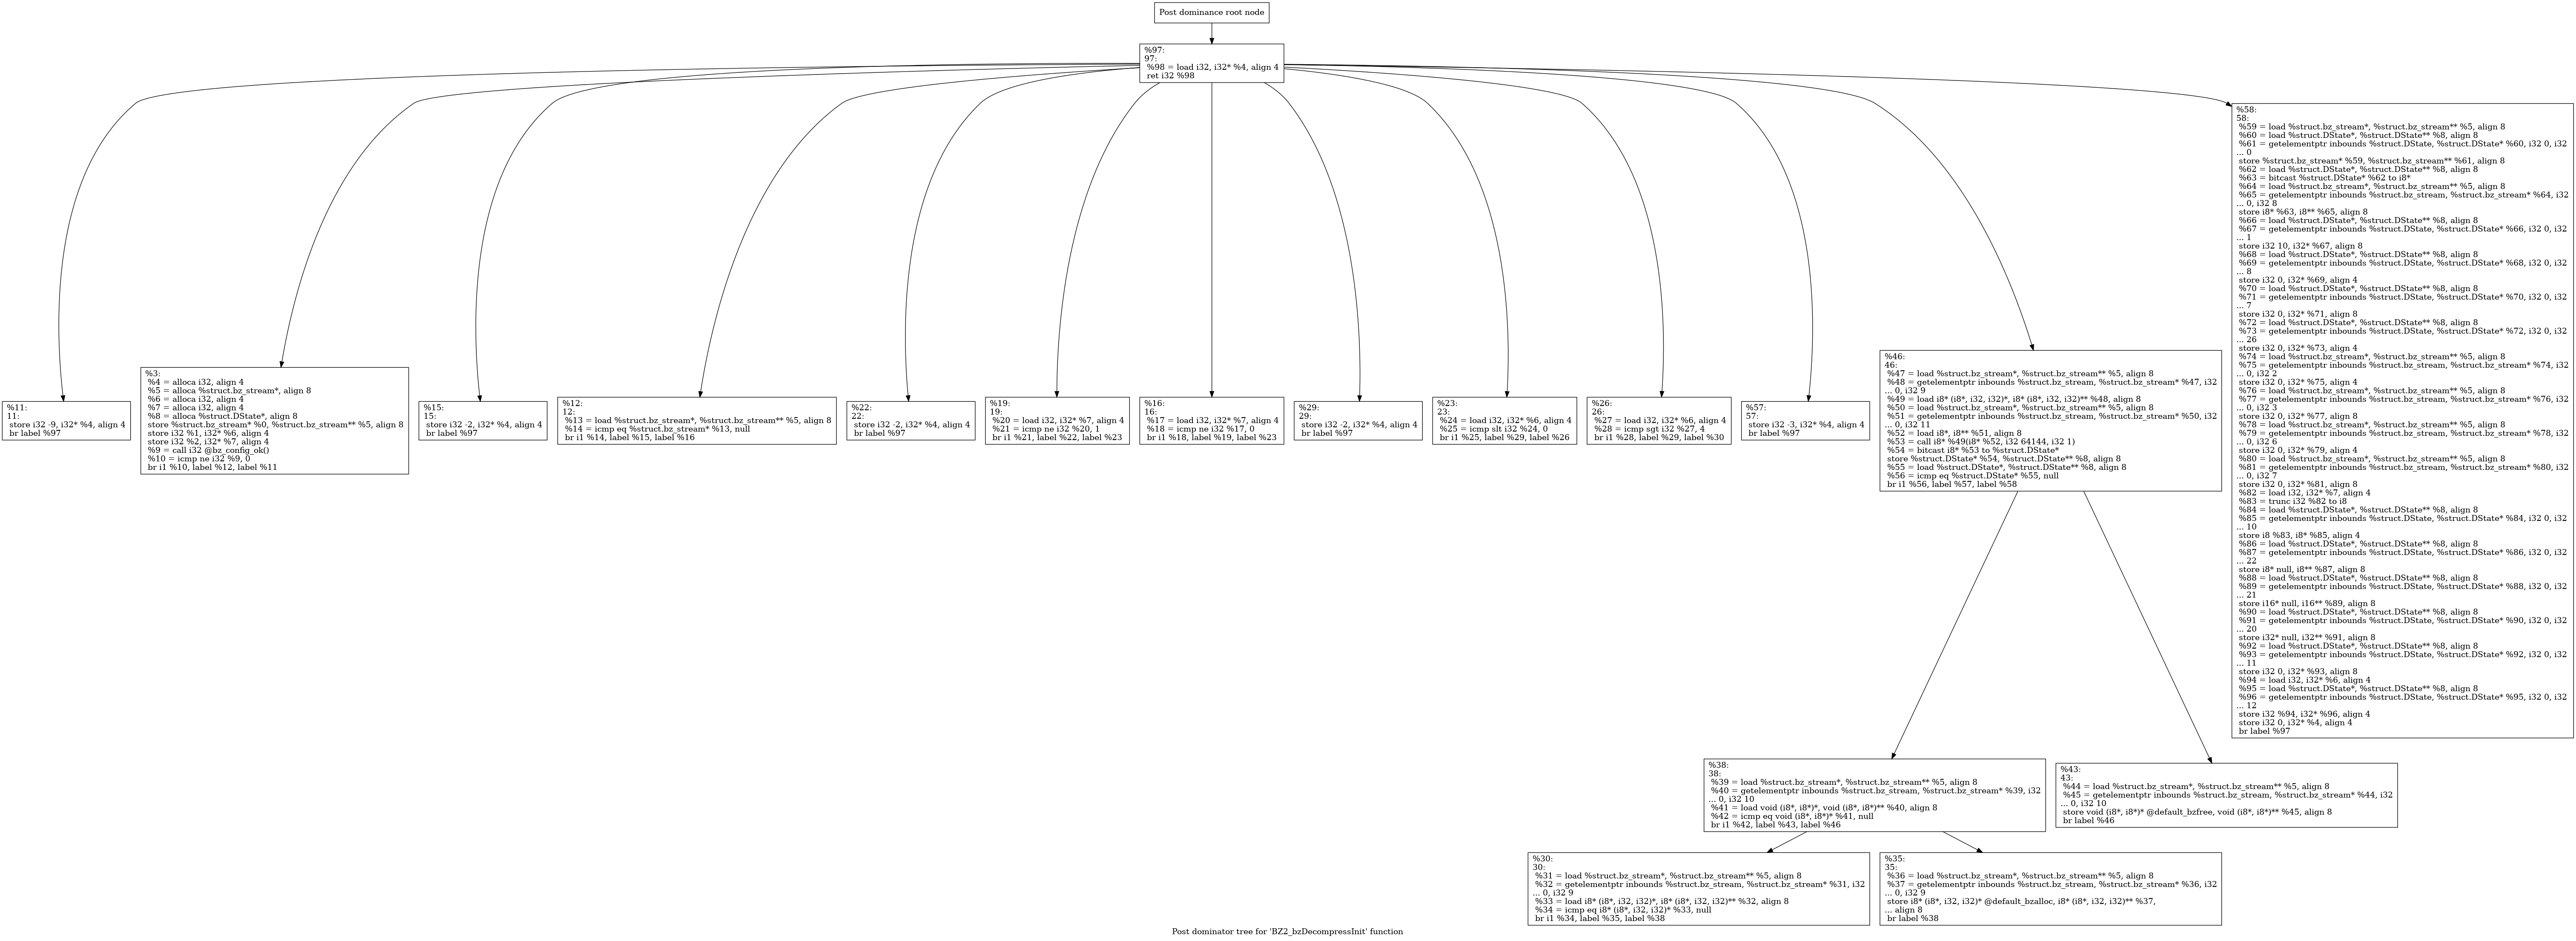 Post dominance root node
%97:
97:
%98 = load i32, i32* %4, align 4
ret i32 %98
%11:
11:
store i32 -9, i32* %4, align 4
br label %97
%3:
%4 = alloca i32, align 4
%5 = alloca %struct.bz_stream*, align 8
%6 = alloca i32, align 4
%7 = alloca i32, align 4
%8 = alloca %struct.DState*, align 8
store %struct.bz_stream* %0, %struct.bz_stream** %5, align 8
store i32 %1, i32* %6, align 4
store i32 %2, i32* %7, align 4
%9 = call i32 @bz_config_ok()
%10 = icmp ne i32 %9, 0
br i1 %10, label %12, label %11
%15:
15:
store i32 -2, i32* %4, align 4
br label %97
%12:
12:
%13 = load %struct.bz_stream*, %struct.bz_stream** %5, align 8
%14 = icmp eq %struct.bz_stream* %13, null
br i1 %14, label %15, label %16
%22:
22:
store i32 -2, i32* %4, align 4
br label %97
%19:
19:
%20 = load i32, i32* %7, align 4
%21 = icmp ne i32 %20, 1
br i1 %21, label %22, label %23
%16:
16:
%17 = load i32, i32* %7, align 4
%18 = icmp ne i32 %17, 0
br i1 %18, label %19, label %23
%29:
29:
store i32 -2, i32* %4, align 4
br label %97
%23:
23:
%24 = load i32, i32* %6, align 4
%25 = icmp slt i32 %24, 0
br i1 %25, label %29, label %26
%26:
26:
%27 = load i32, i32* %6, align 4
%28 = icmp sgt i32 %27, 4
br i1 %28, label %29, label %30
%57:
57:
store i32 -3, i32* %4, align 4
br label %97
%46:
46:
%47 = load %struct.bz_stream*, %struct.bz_stream** %5, align 8
%48 = getelementptr inbounds %struct.bz_stream, %struct.bz_stream* %47, i32
... 0, i32 9
%49 = load i8* (i8*, i32, i32)*, i8* (i8*, i32, i32)** %48, align 8
%50 = load %struct.bz_stream*, %struct.bz_stream** %5, align 8
%51 = getelementptr inbounds %struct.bz_stream, %struct.bz_stream* %50, i32
... 0, i32 11
%52 = load i8*, i8** %51, align 8
%53 = call i8* %49(i8* %52, i32 64144, i32 1)
%54 = bitcast i8* %53 to %struct.DState*
store %struct.DState* %54, %struct.DState** %8, align 8
%55 = load %struct.DState*, %struct.DState** %8, align 8
%56 = icmp eq %struct.DState* %55, null
br i1 %56, label %57, label %58
%58:
58:
%59 = load %struct.bz_stream*, %struct.bz_stream** %5, align 8
%60 = load %struct.DState*, %struct.DState** %8, align 8
%61 = getelementptr inbounds %struct.DState, %struct.DState* %60, i32 0, i32
... 0
store %struct.bz_stream* %59, %struct.bz_stream** %61, align 8
%62 = load %struct.DState*, %struct.DState** %8, align 8
%63 = bitcast %struct.DState* %62 to i8*
%64 = load %struct.bz_stream*, %struct.bz_stream** %5, align 8
%65 = getelementptr inbounds %struct.bz_stream, %struct.bz_stream* %64, i32
... 0, i32 8
store i8* %63, i8** %65, align 8
%66 = load %struct.DState*, %struct.DState** %8, align 8
%67 = getelementptr inbounds %struct.DState, %struct.DState* %66, i32 0, i32
... 1
store i32 10, i32* %67, align 8
%68 = load %struct.DState*, %struct.DState** %8, align 8
%69 = getelementptr inbounds %struct.DState, %struct.DState* %68, i32 0, i32
... 8
store i32 0, i32* %69, align 4
%70 = load %struct.DState*, %struct.DState** %8, align 8
%71 = getelementptr inbounds %struct.DState, %struct.DState* %70, i32 0, i32
... 7
store i32 0, i32* %71, align 8
%72 = load %struct.DState*, %struct.DState** %8, align 8
%73 = getelementptr inbounds %struct.DState, %struct.DState* %72, i32 0, i32
... 26
store i32 0, i32* %73, align 4
%74 = load %struct.bz_stream*, %struct.bz_stream** %5, align 8
%75 = getelementptr inbounds %struct.bz_stream, %struct.bz_stream* %74, i32
... 0, i32 2
store i32 0, i32* %75, align 4
%76 = load %struct.bz_stream*, %struct.bz_stream** %5, align 8
%77 = getelementptr inbounds %struct.bz_stream, %struct.bz_stream* %76, i32
... 0, i32 3
store i32 0, i32* %77, align 8
%78 = load %struct.bz_stream*, %struct.bz_stream** %5, align 8
%79 = getelementptr inbounds %struct.bz_stream, %struct.bz_stream* %78, i32
... 0, i32 6
store i32 0, i32* %79, align 4
%80 = load %struct.bz_stream*, %struct.bz_stream** %5, align 8
%81 = getelementptr inbounds %struct.bz_stream, %struct.bz_stream* %80, i32
... 0, i32 7
store i32 0, i32* %81, align 8
%82 = load i32, i32* %7, align 4
%83 = trunc i32 %82 to i8
%84 = load %struct.DState*, %struct.DState** %8, align 8
%85 = getelementptr inbounds %struct.DState, %struct.DState* %84, i32 0, i32
... 10
store i8 %83, i8* %85, align 4
%86 = load %struct.DState*, %struct.DState** %8, align 8
%87 = getelementptr inbounds %struct.DState, %struct.DState* %86, i32 0, i32
... 22
store i8* null, i8** %87, align 8
%88 = load %struct.DState*, %struct.DState** %8, align 8
%89 = getelementptr inbounds %struct.DState, %struct.DState* %88, i32 0, i32
... 21
store i16* null, i16** %89, align 8
%90 = load %struct.DState*, %struct.DState** %8, align 8
%91 = getelementptr inbounds %struct.DState, %struct.DState* %90, i32 0, i32
... 20
store i32* null, i32** %91, align 8
%92 = load %struct.DState*, %struct.DState** %8, align 8
%93 = getelementptr inbounds %struct.DState, %struct.DState* %92, i32 0, i32
... 11
store i32 0, i32* %93, align 8
%94 = load i32, i32* %6, align 4
%95 = load %struct.DState*, %struct.DState** %8, align 8
%96 = getelementptr inbounds %struct.DState, %struct.DState* %95, i32 0, i32
... 12
store i32 %94, i32* %96, align 4
store i32 0, i32* %4, align 4
br label %97
%38:
38:
%39 = load %struct.bz_stream*, %struct.bz_stream** %5, align 8
%40 = getelementptr inbounds %struct.bz_stream, %struct.bz_stream* %39, i32
... 0, i32 10
%41 = load void (i8*, i8*)*, void (i8*, i8*)** %40, align 8
%42 = icmp eq void (i8*, i8*)* %41, null
br i1 %42, label %43, label %46
%43:
43:
%44 = load %struct.bz_stream*, %struct.bz_stream** %5, align 8
%45 = getelementptr inbounds %struct.bz_stream, %struct.bz_stream* %44, i32
... 0, i32 10
store void (i8*, i8*)* @default_bzfree, void (i8*, i8*)** %45, align 8
br label %46
%30:
30:
%31 = load %struct.bz_stream*, %struct.bz_stream** %5, align 8
%32 = getelementptr inbounds %struct.bz_stream, %struct.bz_stream* %31, i32
... 0, i32 9
%33 = load i8* (i8*, i32, i32)*, i8* (i8*, i32, i32)** %32, align 8
%34 = icmp eq i8* (i8*, i32, i32)* %33, null
br i1 %34, label %35, label %38
%35:
35:
%36 = load %struct.bz_stream*, %struct.bz_stream** %5, align 8
%37 = getelementptr inbounds %struct.bz_stream, %struct.bz_stream* %36, i32
... 0, i32 9
store i8* (i8*, i32, i32)* @default_bzalloc, i8* (i8*, i32, i32)** %37,
... align 8
br label %38
Post dominator tree for 'BZ2_bzDecompressInit' function